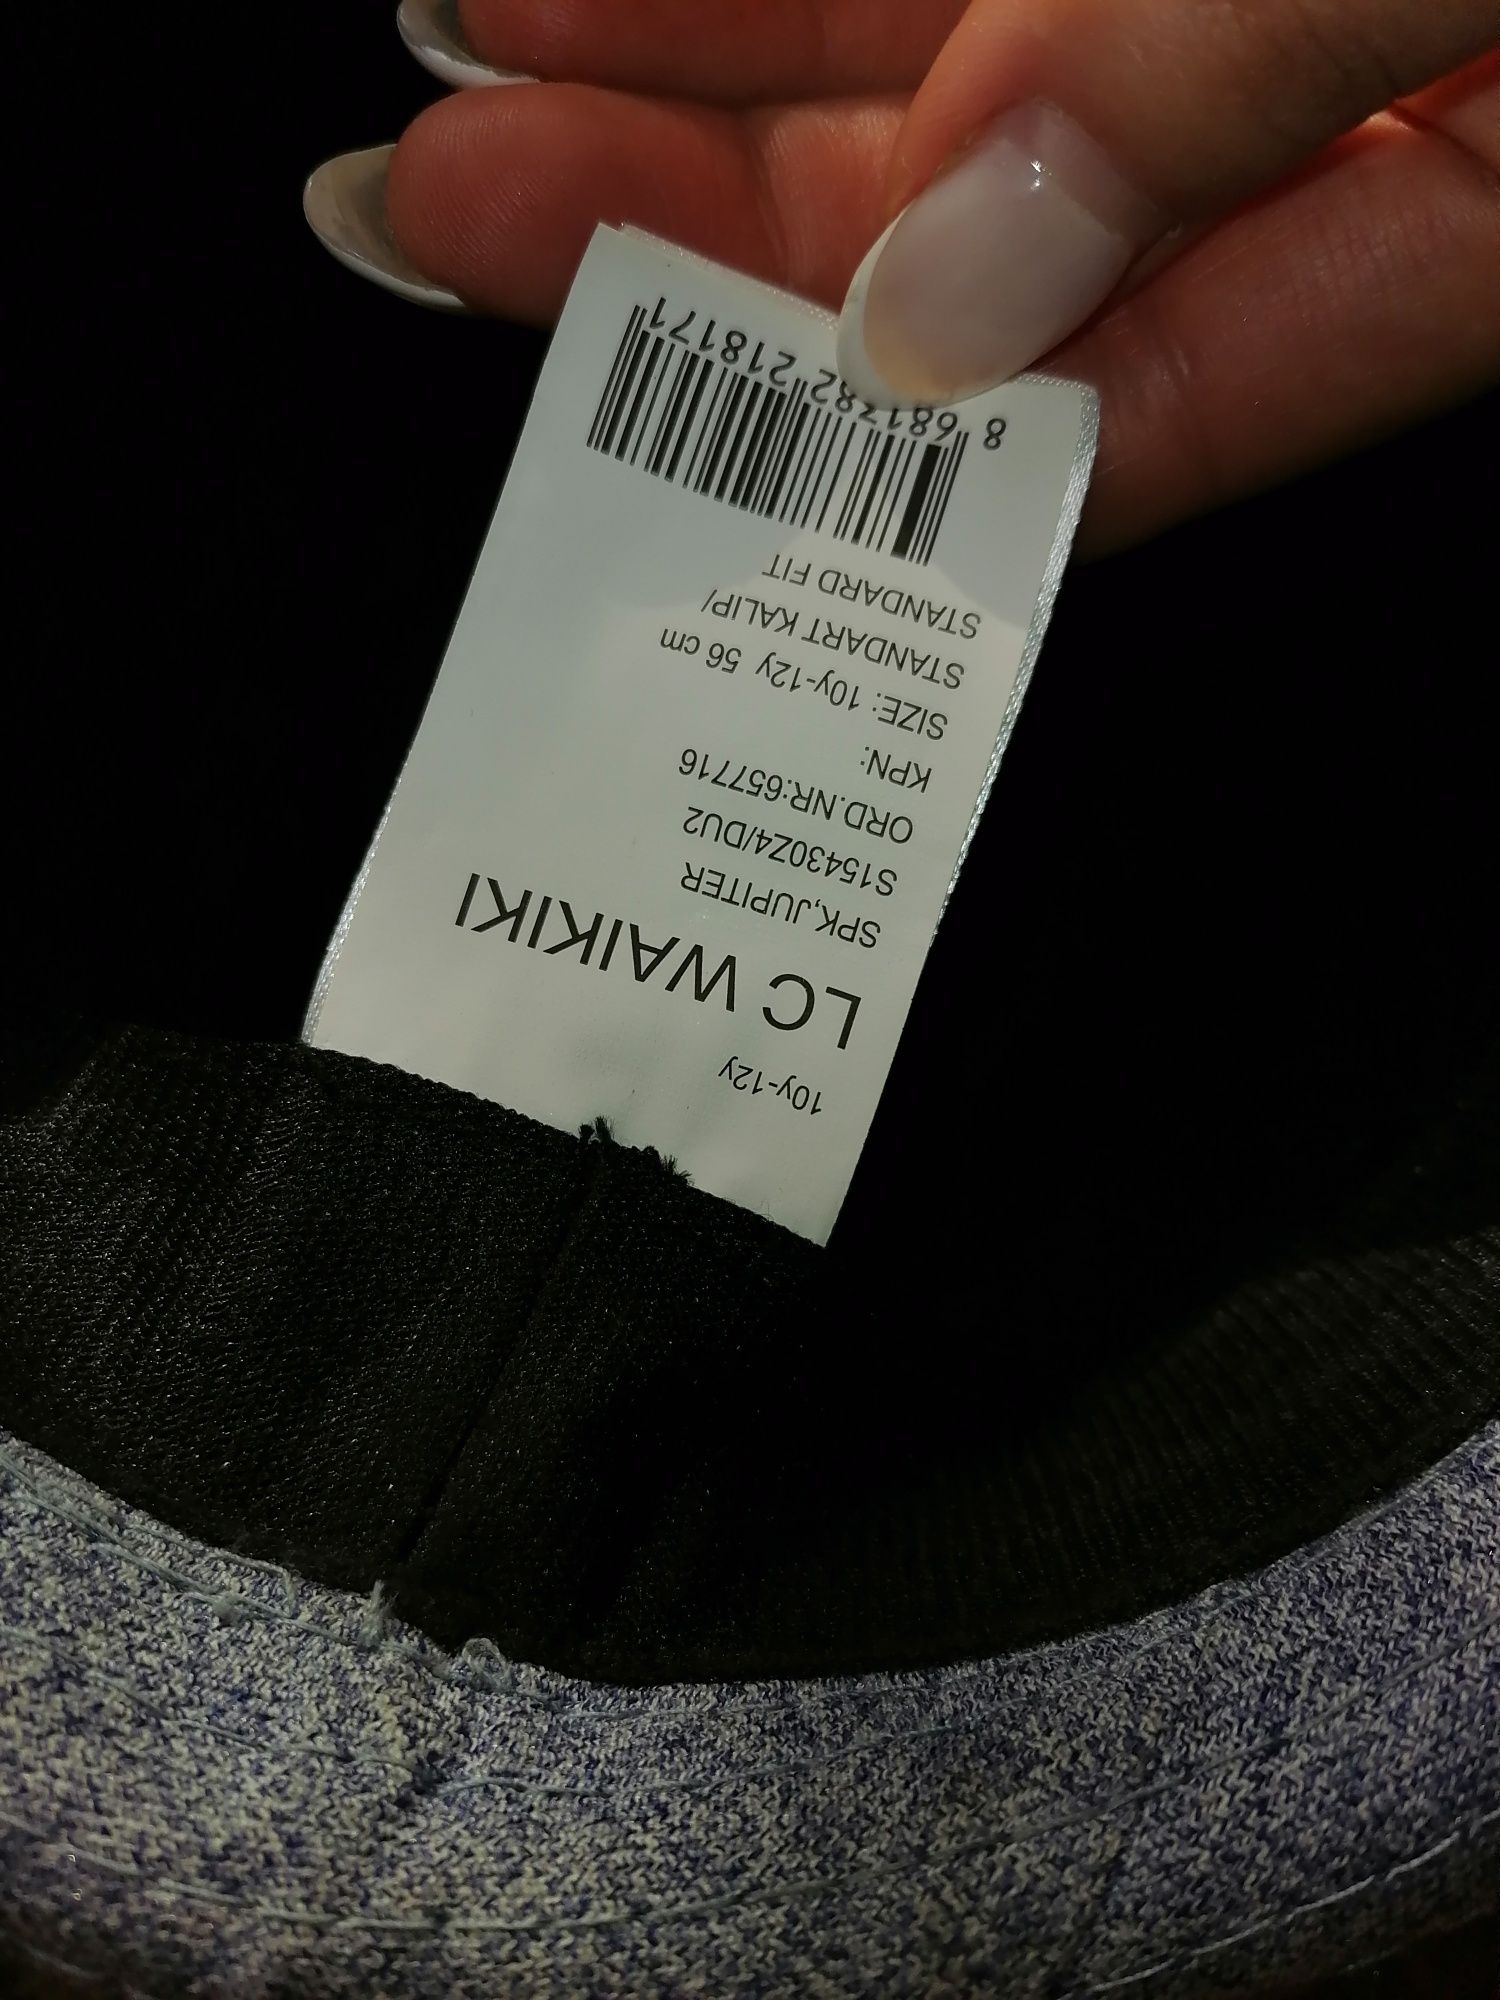 10y-12y
LC WAIKIKI
SPK,JUPITER
S15430Z4/DU2
ORD.NR:657716
KPN:
SIZE: 10y-12y 56 cm
STANDART KALIP/
STANDARD FIT
8 681382 218171